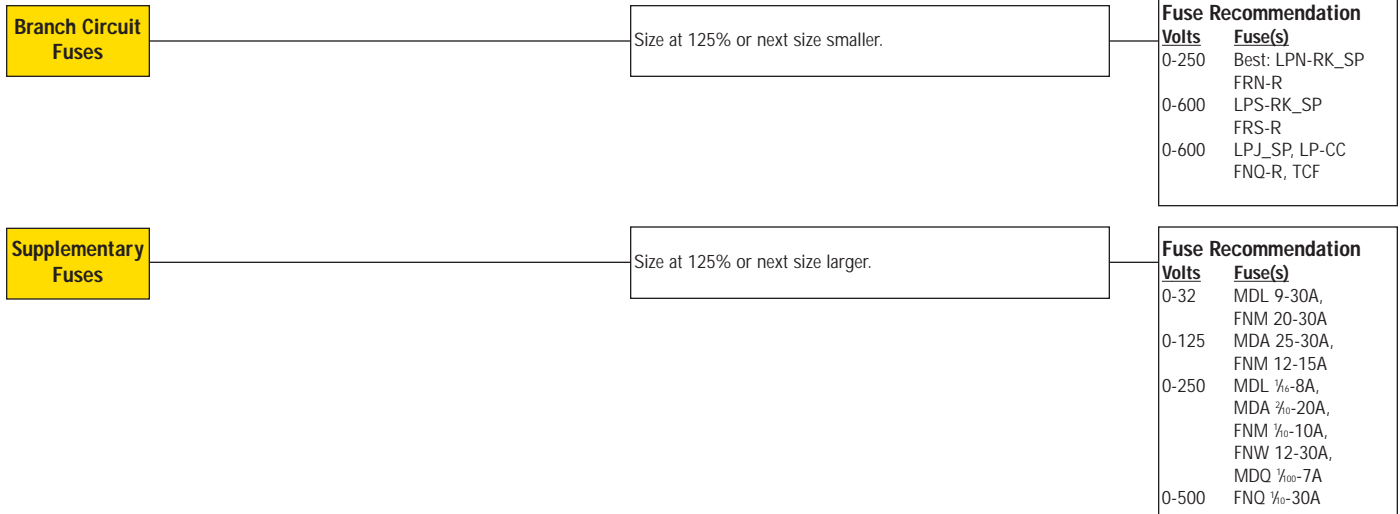 Branch Circuit
Fuses
Size at 125% or next size smaller.
Fuse Recommendation
Volts Fuse(s)
0-250 Best: LPN-RK_SP
FRN-R
0-600 LPS-RK_SP
FRS-R
0-600 LPJ_SP, LP-CC
FNQ-R, TCF
Supplementary
Fuses
Size at 125% or next size larger.
Fuse Recommendation
Volts Fuse(s)
0-32 MDL 9-30A,
FNM 20-30A
0-125 MDA 25-30A,
FNM 12-15A
0-250 MDL 1/16-8A,
MDA 2/10-20A,
FNM 1/10-10A,
FNW 12-30A,
MDQ 1/100-7A
0-500 FNQ 1/10-30A